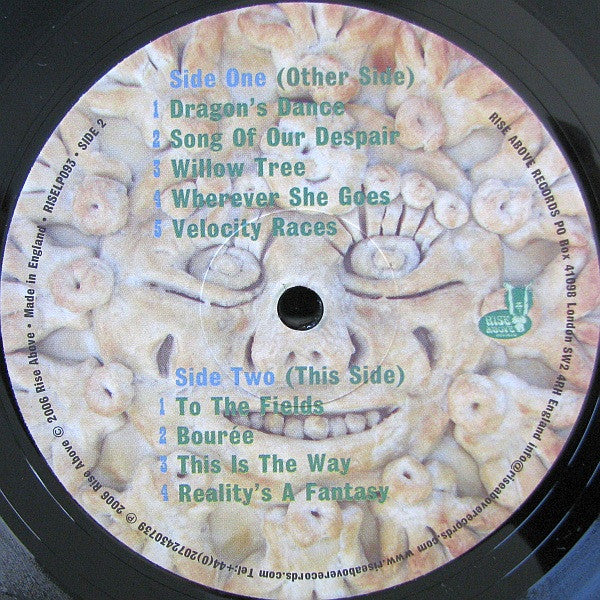 Side One (Other Side)
1 Dragon's Dance
2 Song Of Our Despair
3 Willow Tree
4 Wherever She Goes
5 Velocity Races
RISE ABOVE
Side Two (This Side)
1 To The Fields
2 Bourée
3 This Is The Way
4 Reality's A Fantasy
℗ 2006 Rise Above © 2006 Rise Above • Made in England • RISELP093 • SIDE 2
RISE ABOVE RECORDS PO Box 41098 London SW2 4RH England info@riseaboverecords.com www.riseaboverecords.com Tel:+44(0)2072430739